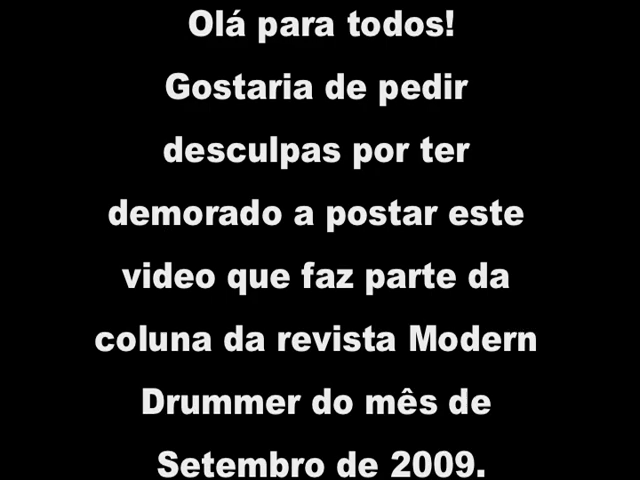 Olá para todos!
Gostaria de pedir
desculpas por ter
demorado a postar este
video que faz parte da
coluna da revista Modern
Drummer do mês de
Setembro de 2009.